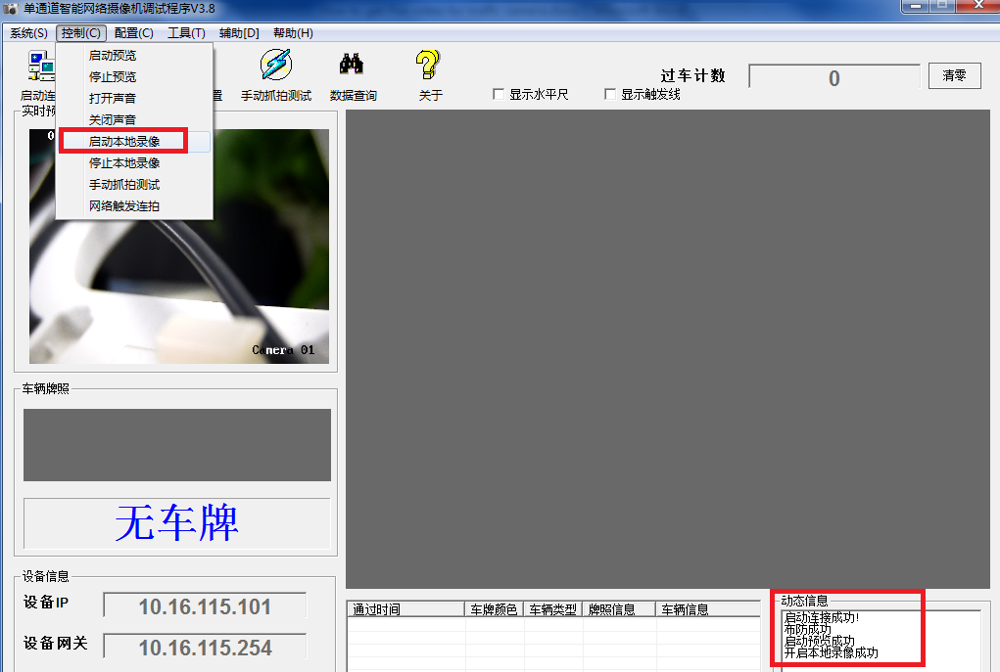 单通道智能网络摄像机调试程序V3.8
系统(S) 控制(C) 配置(C) 工具(T) 辅助[D] 帮助(H)
启动预览
停止预览
打开声音
关闭声音
启动本地录像
停止本地录像
手动抓拍测试
网络触发连拍
启动连
置
手动抓拍测试
数据查询
关于
显示水平尺
显示触发线
过车计数
0
清零
实时预
0
Camera 01
车辆牌照
无车牌
设备信息
设备IP
10.16.115.101
设备网关
10.16.115.254
通过时间 车牌颜色 车辆类型 牌照信息 车辆信息
动态信息
启动连接成功!
布防成功
启动预览成功
开启本地录像成功